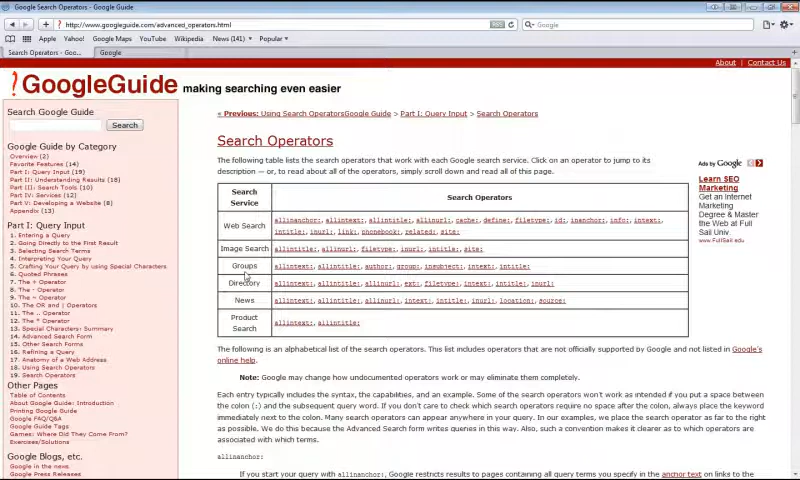 Google Search Operators - Google Guide
http://www.googleguide.com/advanced_operators.html
RSS
Google
Apple Yahoo! Google Maps YouTube Wikipedia News (141) Popular
Search Operators - Goo... Google
About | Contact Us
GoogleGuide making searching even easier
Search Google Guide
Search
Google Guide by Category
Overview (2)
Favorite Features (14)
Part I: Query Input (19)
Part II: Understanding Results (18)
Part III: Search Tools (10)
Part IV: Services (12)
Part V: Developing a Website (8)
Appendix (13)
Part I: Query Input
1. Entering a Query
2. Going Directly to the First Result
3. Selecting Search Terms
4. Interpreting Your Query
5. Crafting Your Query by using Special Characters
6. Quoted Phrases
7. The + Operator
8. The - Operator
9. The ~ Operator
10. The OR and | Operators
11. The .. Operator
12. The * Operator
13. Special Characters: Summary
14. Advanced Search Form
15. Other Search Forms
16. Refining a Query
17. Anatomy of a Web Address
18. Using Search Operators
19. Search Operators
Other Pages
Table of Contents
About Google Guide: Introduction
Printing Google Guide
Google FAQ/Q&A
Google Guide Tags
Games: Where Did They Come From?
Exercises/Solutions
Google Blogs, etc.
Google in the news
Google Press Releases
« Previous: Using Search OperatorsGoogle Guide > Part I: Query Input > Search Operators
Search Operators
The following table lists the search operators that work with each Google search service. Click on an operator to jump to its
description — or, to read about all of the operators, simply scroll down and read all of this page.
Search Service Search Operators
Web Search allinanchor:, allintext:, allintitle:, allinurl:, cache:, define:, filetype:, id:, inanchor:, info:, intext:,
intitle:, inurl:, link:, phonebook:, related:, site:
Image Search allintitle:, allinurl:, filetype:, inurl:, intitle:, site:
Groups allintext:, allintitle:, author:, group:, insubject:, intext:, intitle:
Directory allintext:, allintitle:, allinurl:, ext:, filetype:, intext:, intitle:, inurl:
News allintext:, allintitle:, allinurl:, intext:, intitle:, inurl:, location:, source:
Product Search allintext:, allintitle:
The following is an alphabetical list of the search operators. This list includes operators that are not officially supported by Google and not listed in Google's
online help.
Note: Google may change how undocumented operators work or may eliminate them completely.
Each entry typically includes the syntax, the capabilities, and an example. Some of the search operators won't work as intended if you put a space between
the colon (:) and the subsequent query word. If you don't care to check which search operators require no space after the colon, always place the keyword
immediately next to the colon. Many search operators can appear anywhere in your query. In our examples, we place the search operator as far to the right
as possible. We do this because the Advanced Search form writes queries in this way. Also, such a convention makes it clearer as to which operators are
associated with which terms.
allinanchor:
If you start your query with allinanchor:, Google restricts results to pages containing all query terms you specify in the anchor text on links to the
Ads by Google
Learn SEO
Marketing
Get an Internet
Marketing
Degree & Master
the Web at Full
Sail Univ.
www.FullSail.edu